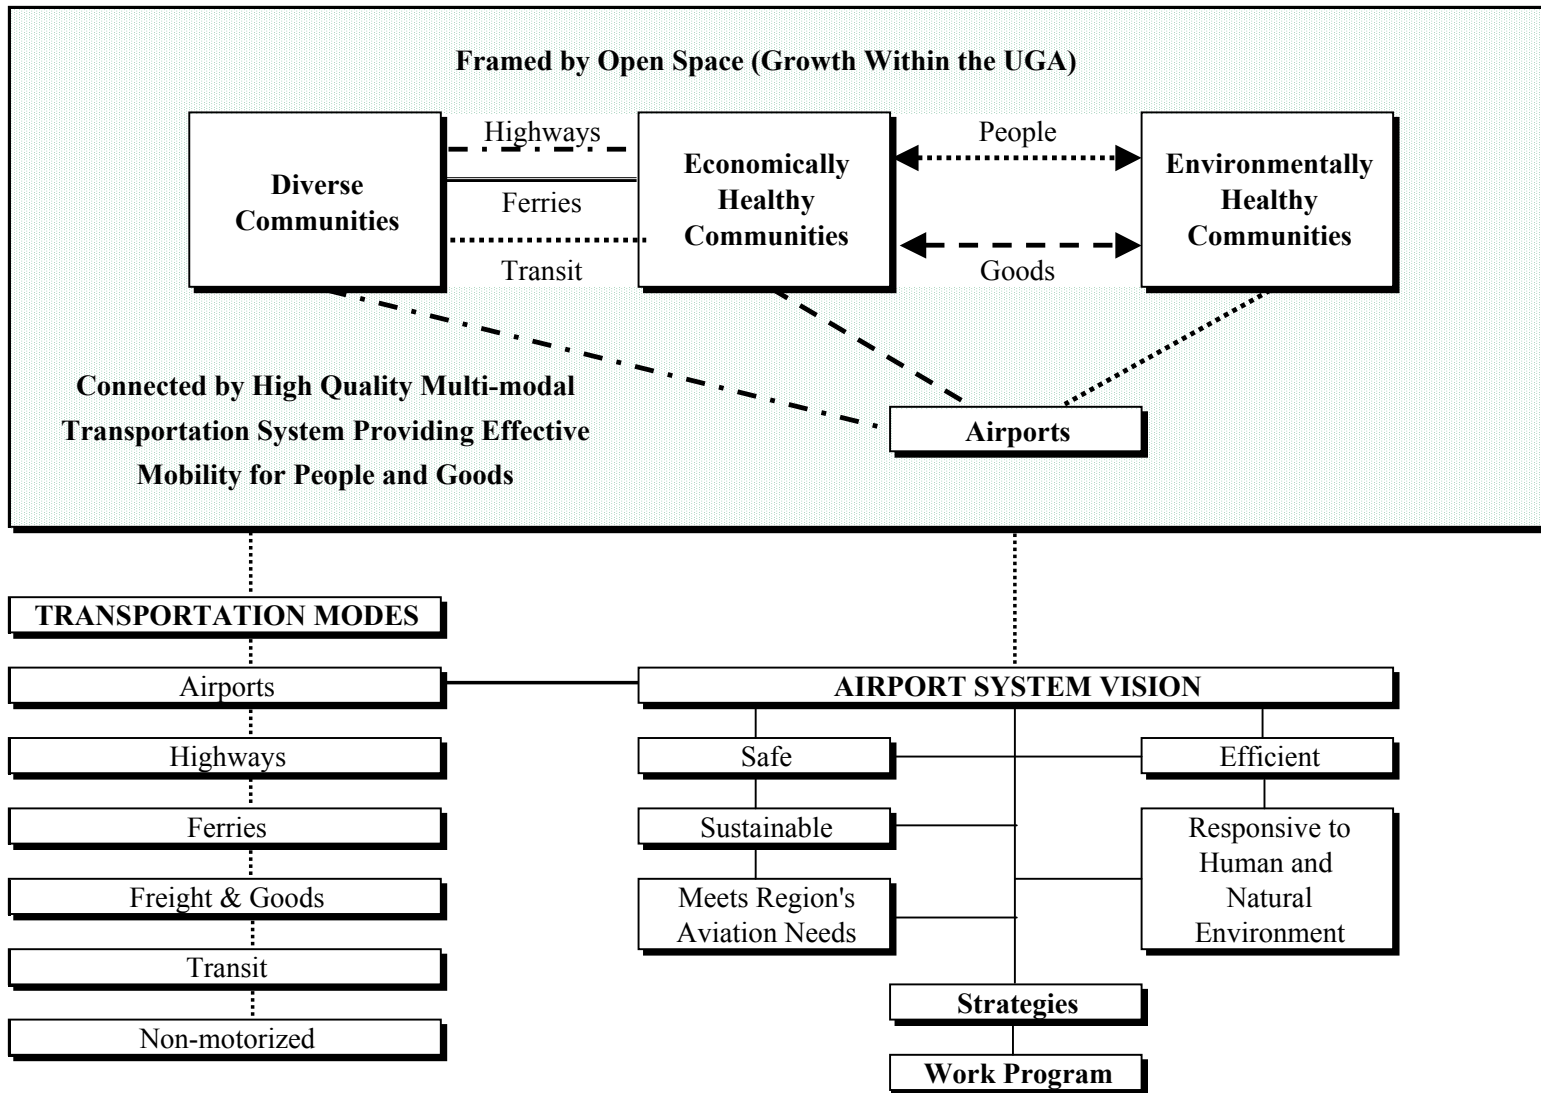 Framed by Open Space (Growth Within the UGA)
Diverse
Communities
Highways
Ferries
Transit
Economically
Healthy
Communities
People
Goods
Environmentally
Healthy
Communities
Connected by High Quality Multi-modal
Transportation System Providing Effective
Mobility for People and Goods
Airports
TRANSPORTATION MODES
Airports
Highways
Ferries
Freight & Goods
Transit
Non-motorized
AIRPORT SYSTEM VISION
Safe
Sustainable
Meets Region's
Aviation Needs
Efficient
Responsive to
Human and
Natural
Environment
Strategies
Work Program